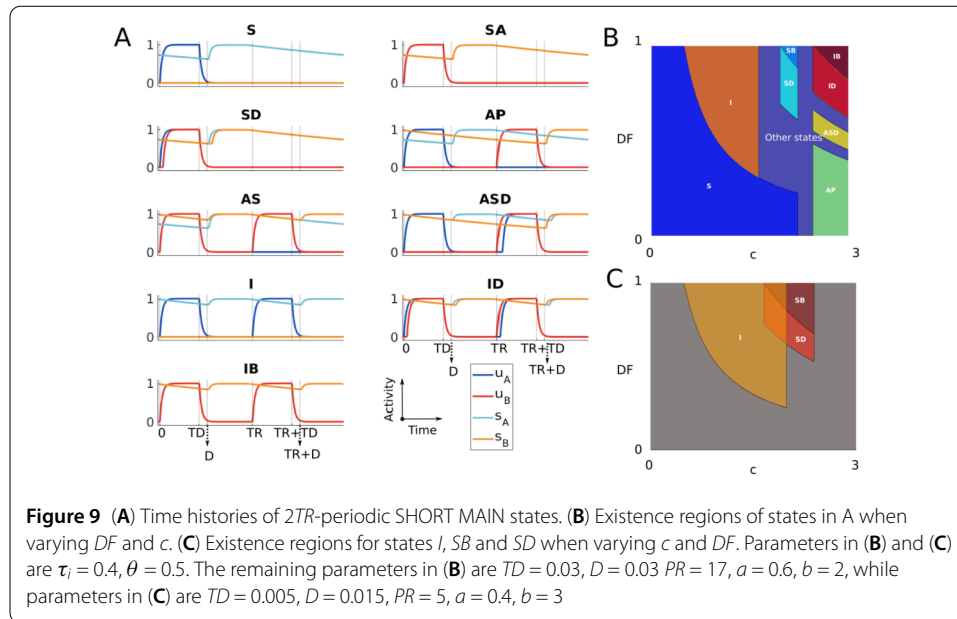 A
S
SA
1
0
1
0
SD
AP
1
0
1
0
AS
ASD
1
0
1
0
I
ID
1
0
1
0
0 TD TR TR+TD
D TR+D
IB
1
0
0 TD TR TR+TD
D TR+D
Activity
Time
u_A
u_B
s_A
s_B
B
1
DF
0
0 c 3
S
I
SB
SD
Other states
IB
ID
ASD
AP
C
1
DF
0
0 c 3
I
SB
SD
Figure 9 (A) Time histories of 2TR-periodic SHORT MAIN states. (B) Existence regions of states in A when
varying DF and c. (C) Existence regions for states I, SB and SD when varying c and DF. Parameters in (B) and (C)
are τ_i = 0.4, θ = 0.5. The remaining parameters in (B) are TD = 0.03, D = 0.03 PR = 17, a = 0.6, b = 2, while
parameters in (C) are TD = 0.005, D = 0.015, PR = 5, a = 0.4, b = 3